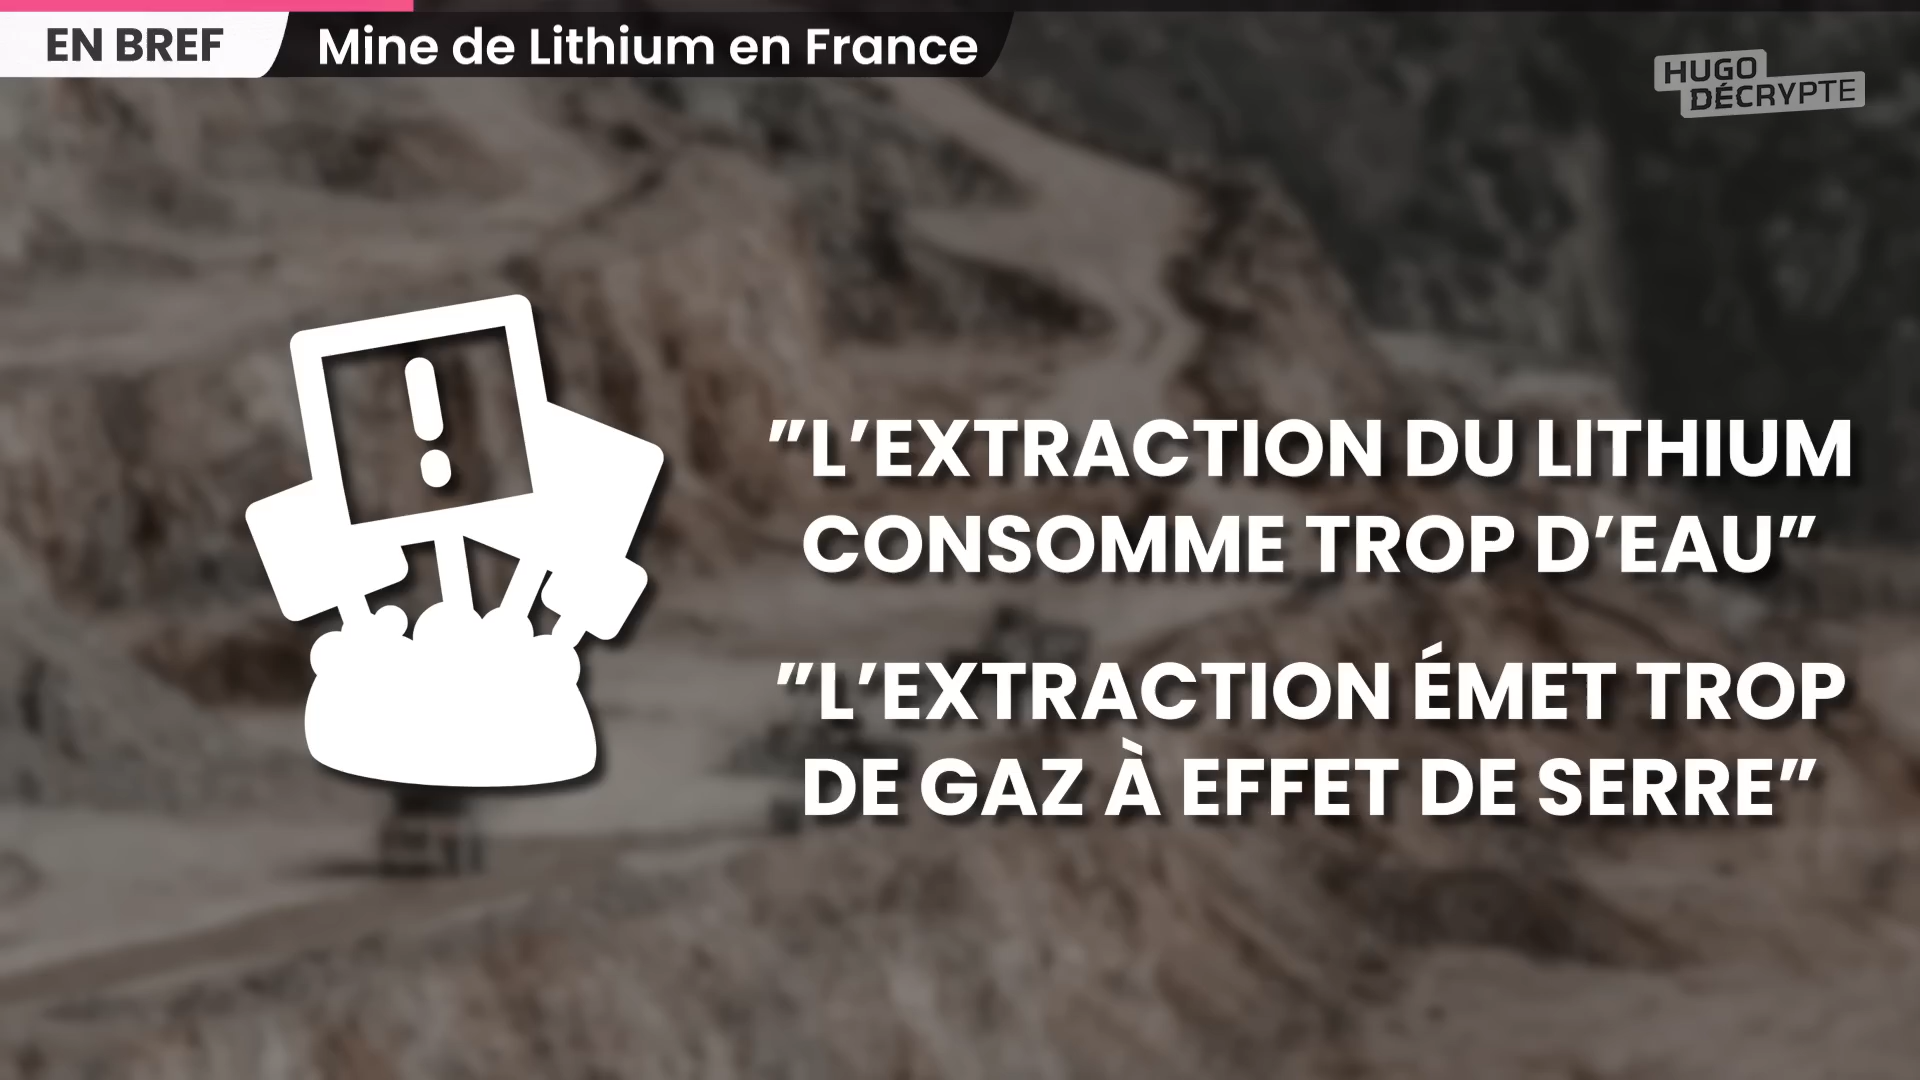 EN BREF
Mine de Lithium en France
HUGO
DÉCRYPTE
"L'EXTRACTION DU LITHIUM
CONSOMME TROP D'EAU"
"L'EXTRACTION ÉMET TROP
DE GAZ À EFFET DE SERRE"